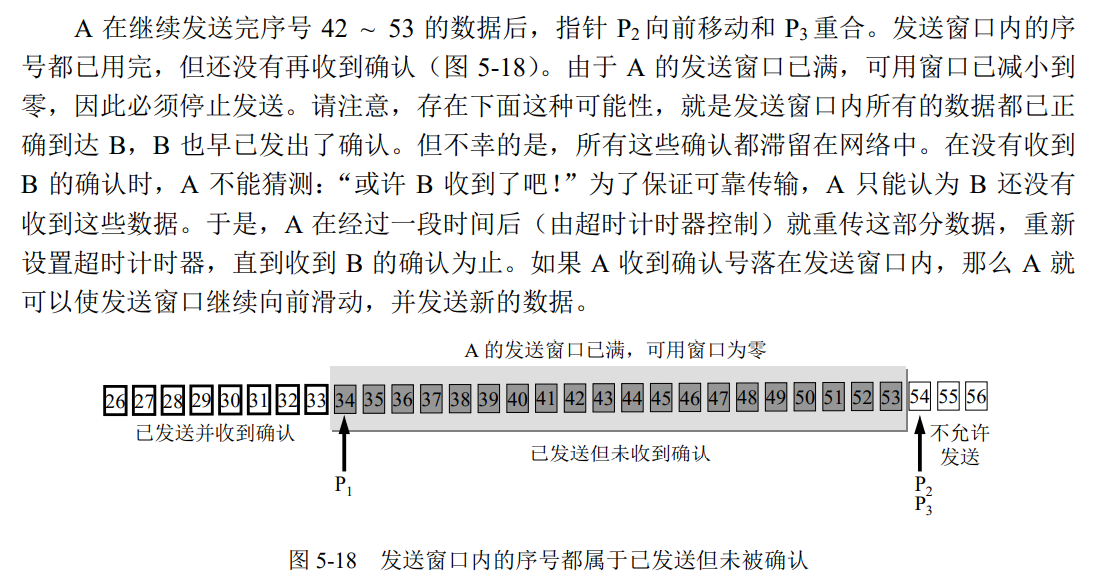 A 在继续发送完序号 42 ~ 53 的数据后，指针 P2向前移动和 P3重合。发送窗口内的序
号都已用完，但还没有再收到确认（图 5-18）。由于 A 的发送窗口已满，可用窗口已减小到
零，因此必须停止发送。请注意，存在下面这种可能性，就是发送窗口内所有的数据都已正
确到达 B，B 也早已发出了确认。但不幸的是，所有这些确认都滞留在网络中。在没有收到
B 的确认时，A 不能猜测：“或许 B 收到了吧！”为了保证可靠传输，A 只能认为 B 还没有
收到这些数据。于是，A 在经过一段时间后（由超时计时器控制）就重传这部分数据，重新
设置超时计时器，直到收到 B 的确认为止。如果 A 收到确认号落在发送窗口内，那么 A 就
可以使发送窗口继续向前滑动，并发送新的数据。
A 的发送窗口已满，可用窗口为零
26 27 28 29 30 31 32 33 34 35 36 37 38 39 40 41 42 43 44 45 46 47 48 49 50 51 52 53 54 55 56
已发送并收到确认
已发送但未收到确认
不允许
发送
P1
P2
P3
图 5-18 发送窗口内的序号都属于已发送但未被确认